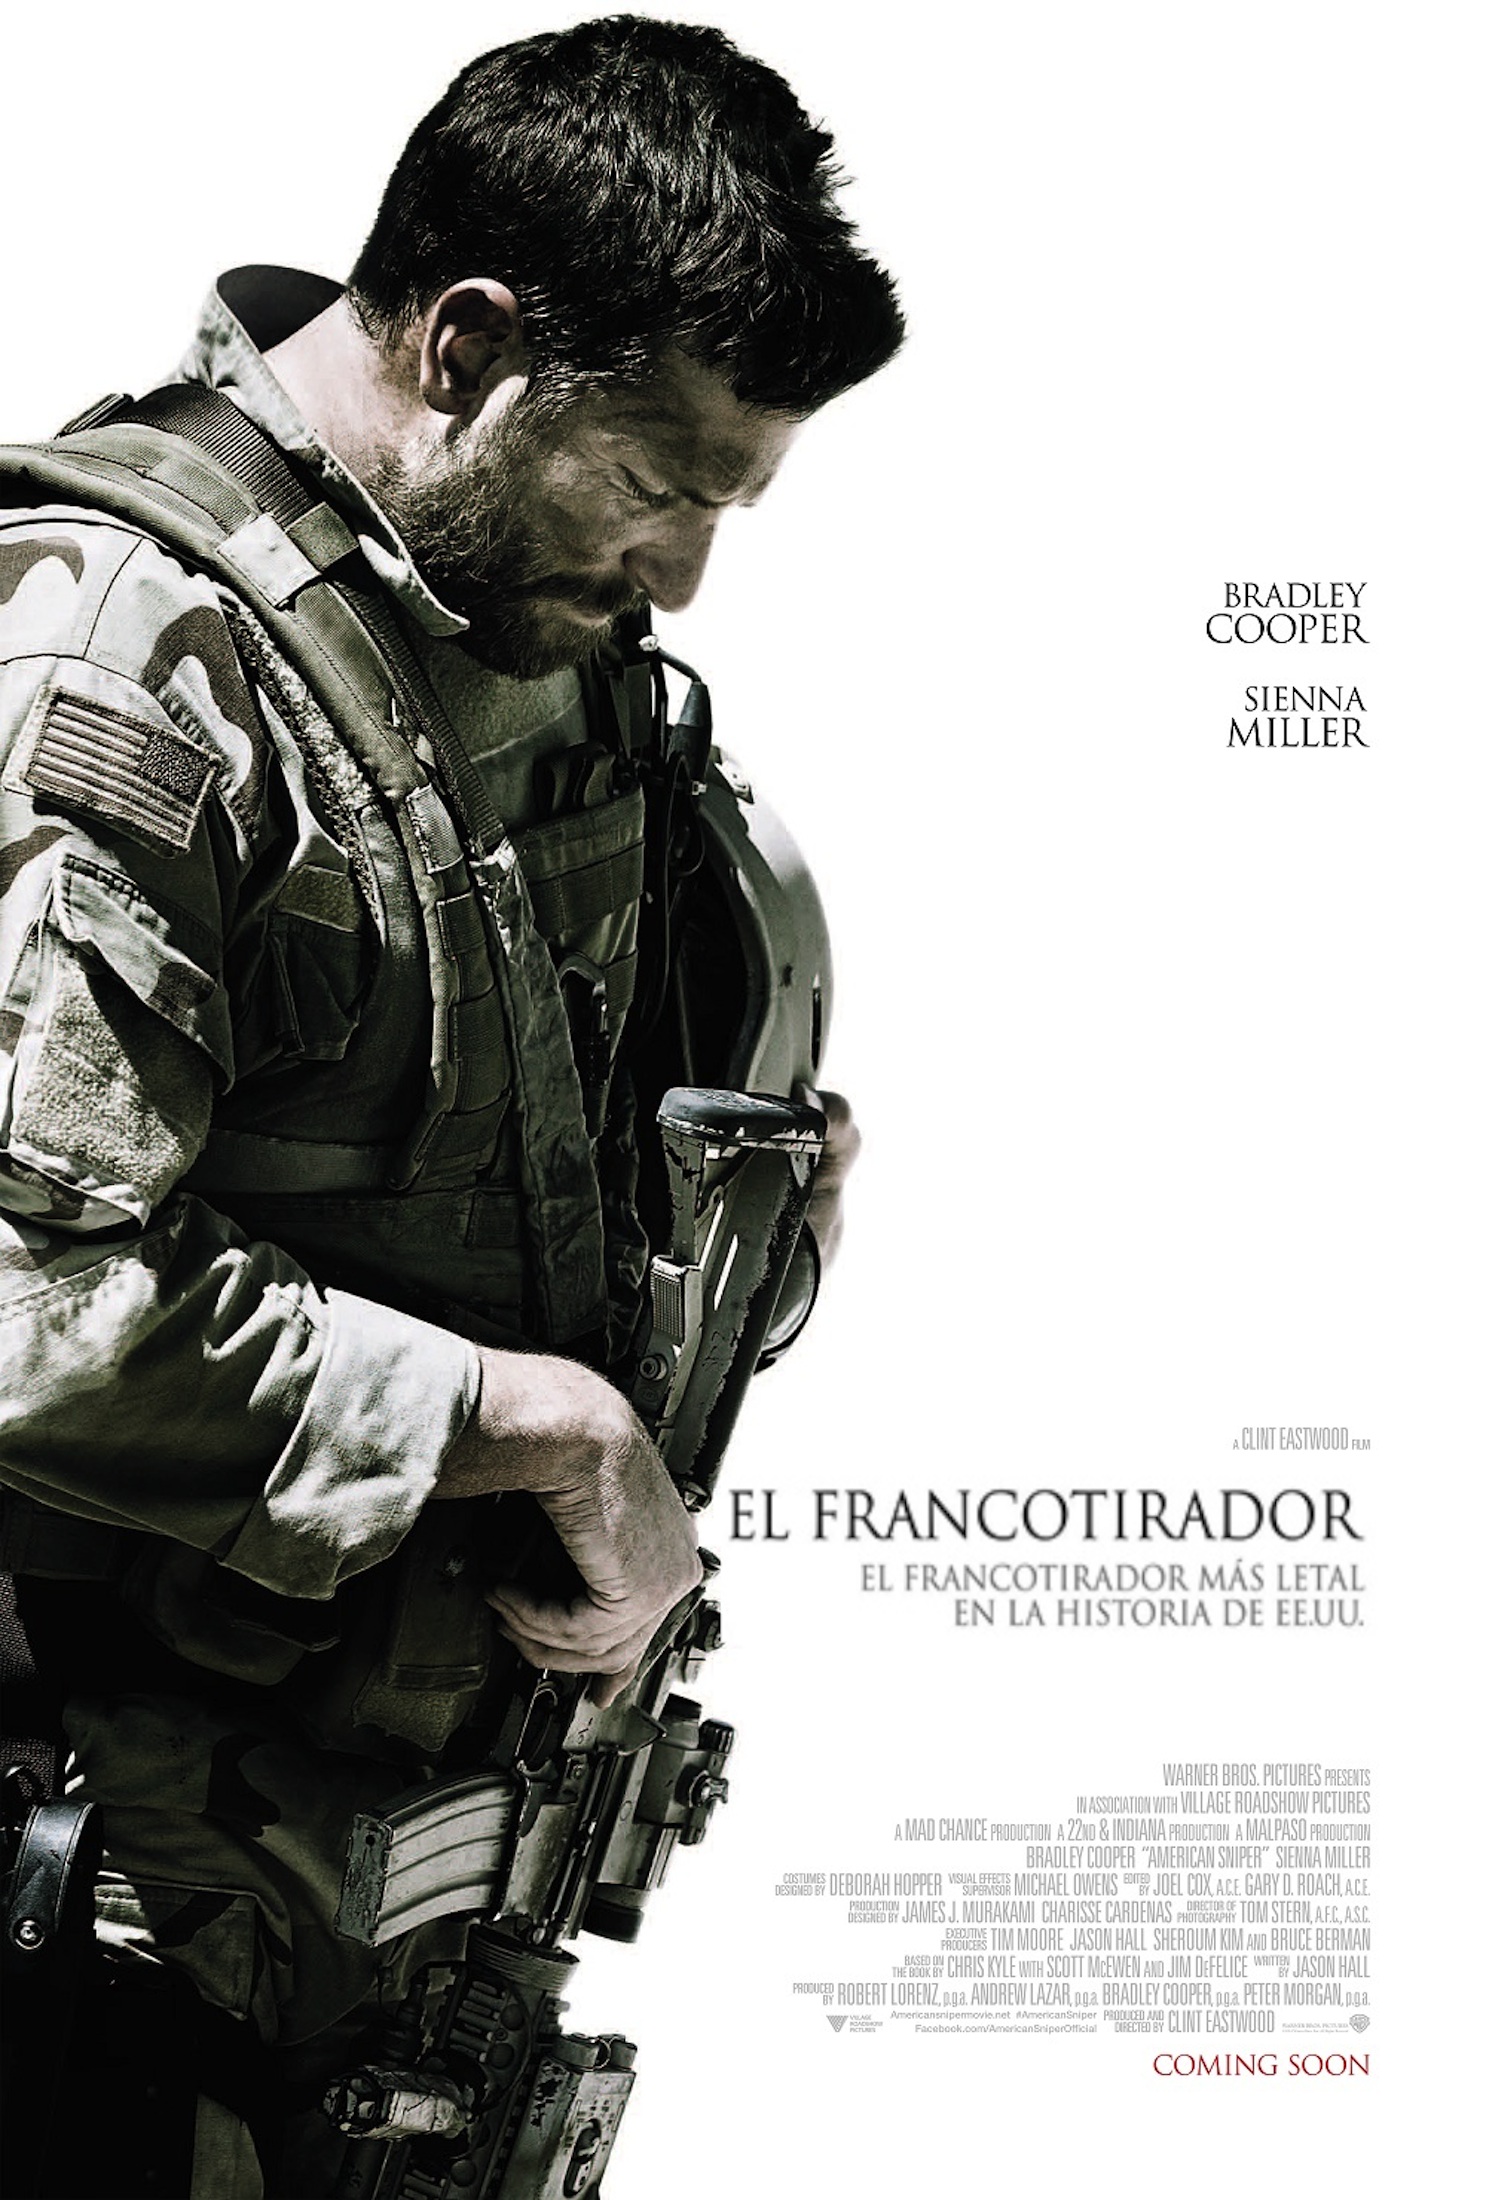 BRADLEY
COOPER
SIENNA
MILLER
A CLINT EASTWOOD FILM
EL FRANCOTIRADOR
EL FRANCOTIRADOR MÁS LETAL
EN LA HISTORIA DE EE.UU.
WARNER BROS. PICTURES PRESENTS
IN ASSOCIATION WITH VILLAGE ROADSHOW PICTURES
A MAD CHANCE PRODUCTION A 22ND & INDIANA PRODUCTION A MALPASO PRODUCTION
BRADLEY COOPER "AMERICAN SNIPER" SIENNA MILLER
COSTUMES DESIGNED BY DEBORAH HOPPER VISUAL EFFECTS SUPERVISOR MICHAEL OWENS EDITED BY JOEL COX, A.C.E. GARY D. ROACH, A.C.E.
PRODUCTION DESIGNED BY JAMES J. MURAKAMI CHARISSE CARDENAS DIRECTOR OF PHOTOGRAPHY TOM STERN, A.F.C., A.S.C.
EXECUTIVE PRODUCERS TIM MOORE JASON HALL SHEROUM KIM AND BRUCE BERMAN
BASED ON THE BOOK BY CHRIS KYLE WITH SCOTT McEWEN AND JIM DeFELICE WRITTEN BY JASON HALL
PRODUCED BY ROBERT LORENZ, p.g.a. ANDREW LAZAR, p.g.a. BRADLEY COOPER, p.g.a. PETER MORGAN, p.g.a.
VILLAGE ROADSHOW PICTURES Americansnipermovie.net #AmericanSniper Facebook.com/AmericanSniperOfficial PRODUCED AND DIRECTED BY CLINT EASTWOOD WARNER BROS. PICTURES
COMING SOON